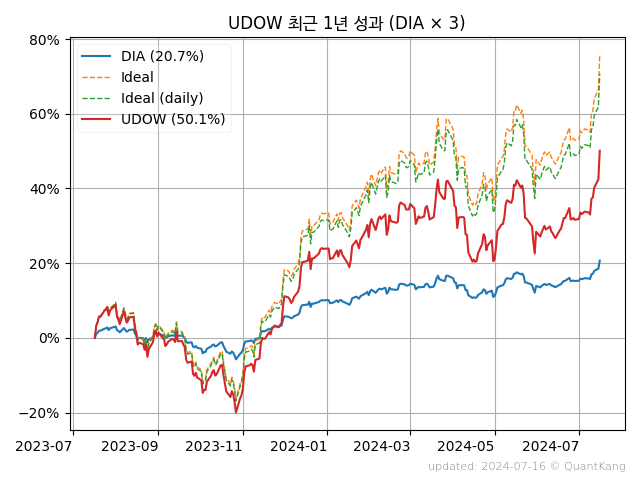 UDOW 최근 1년 성과 (DIA × 3)
80%
60%
40%
20%
0%
−20%
DIA (20.7%)
Ideal
Ideal (daily)
UDOW (50.1%)
2023-07
2023-09
2023-11
2024-01
2024-03
2024-05
2024-07
updated: 2024-07-16 © QuantKang